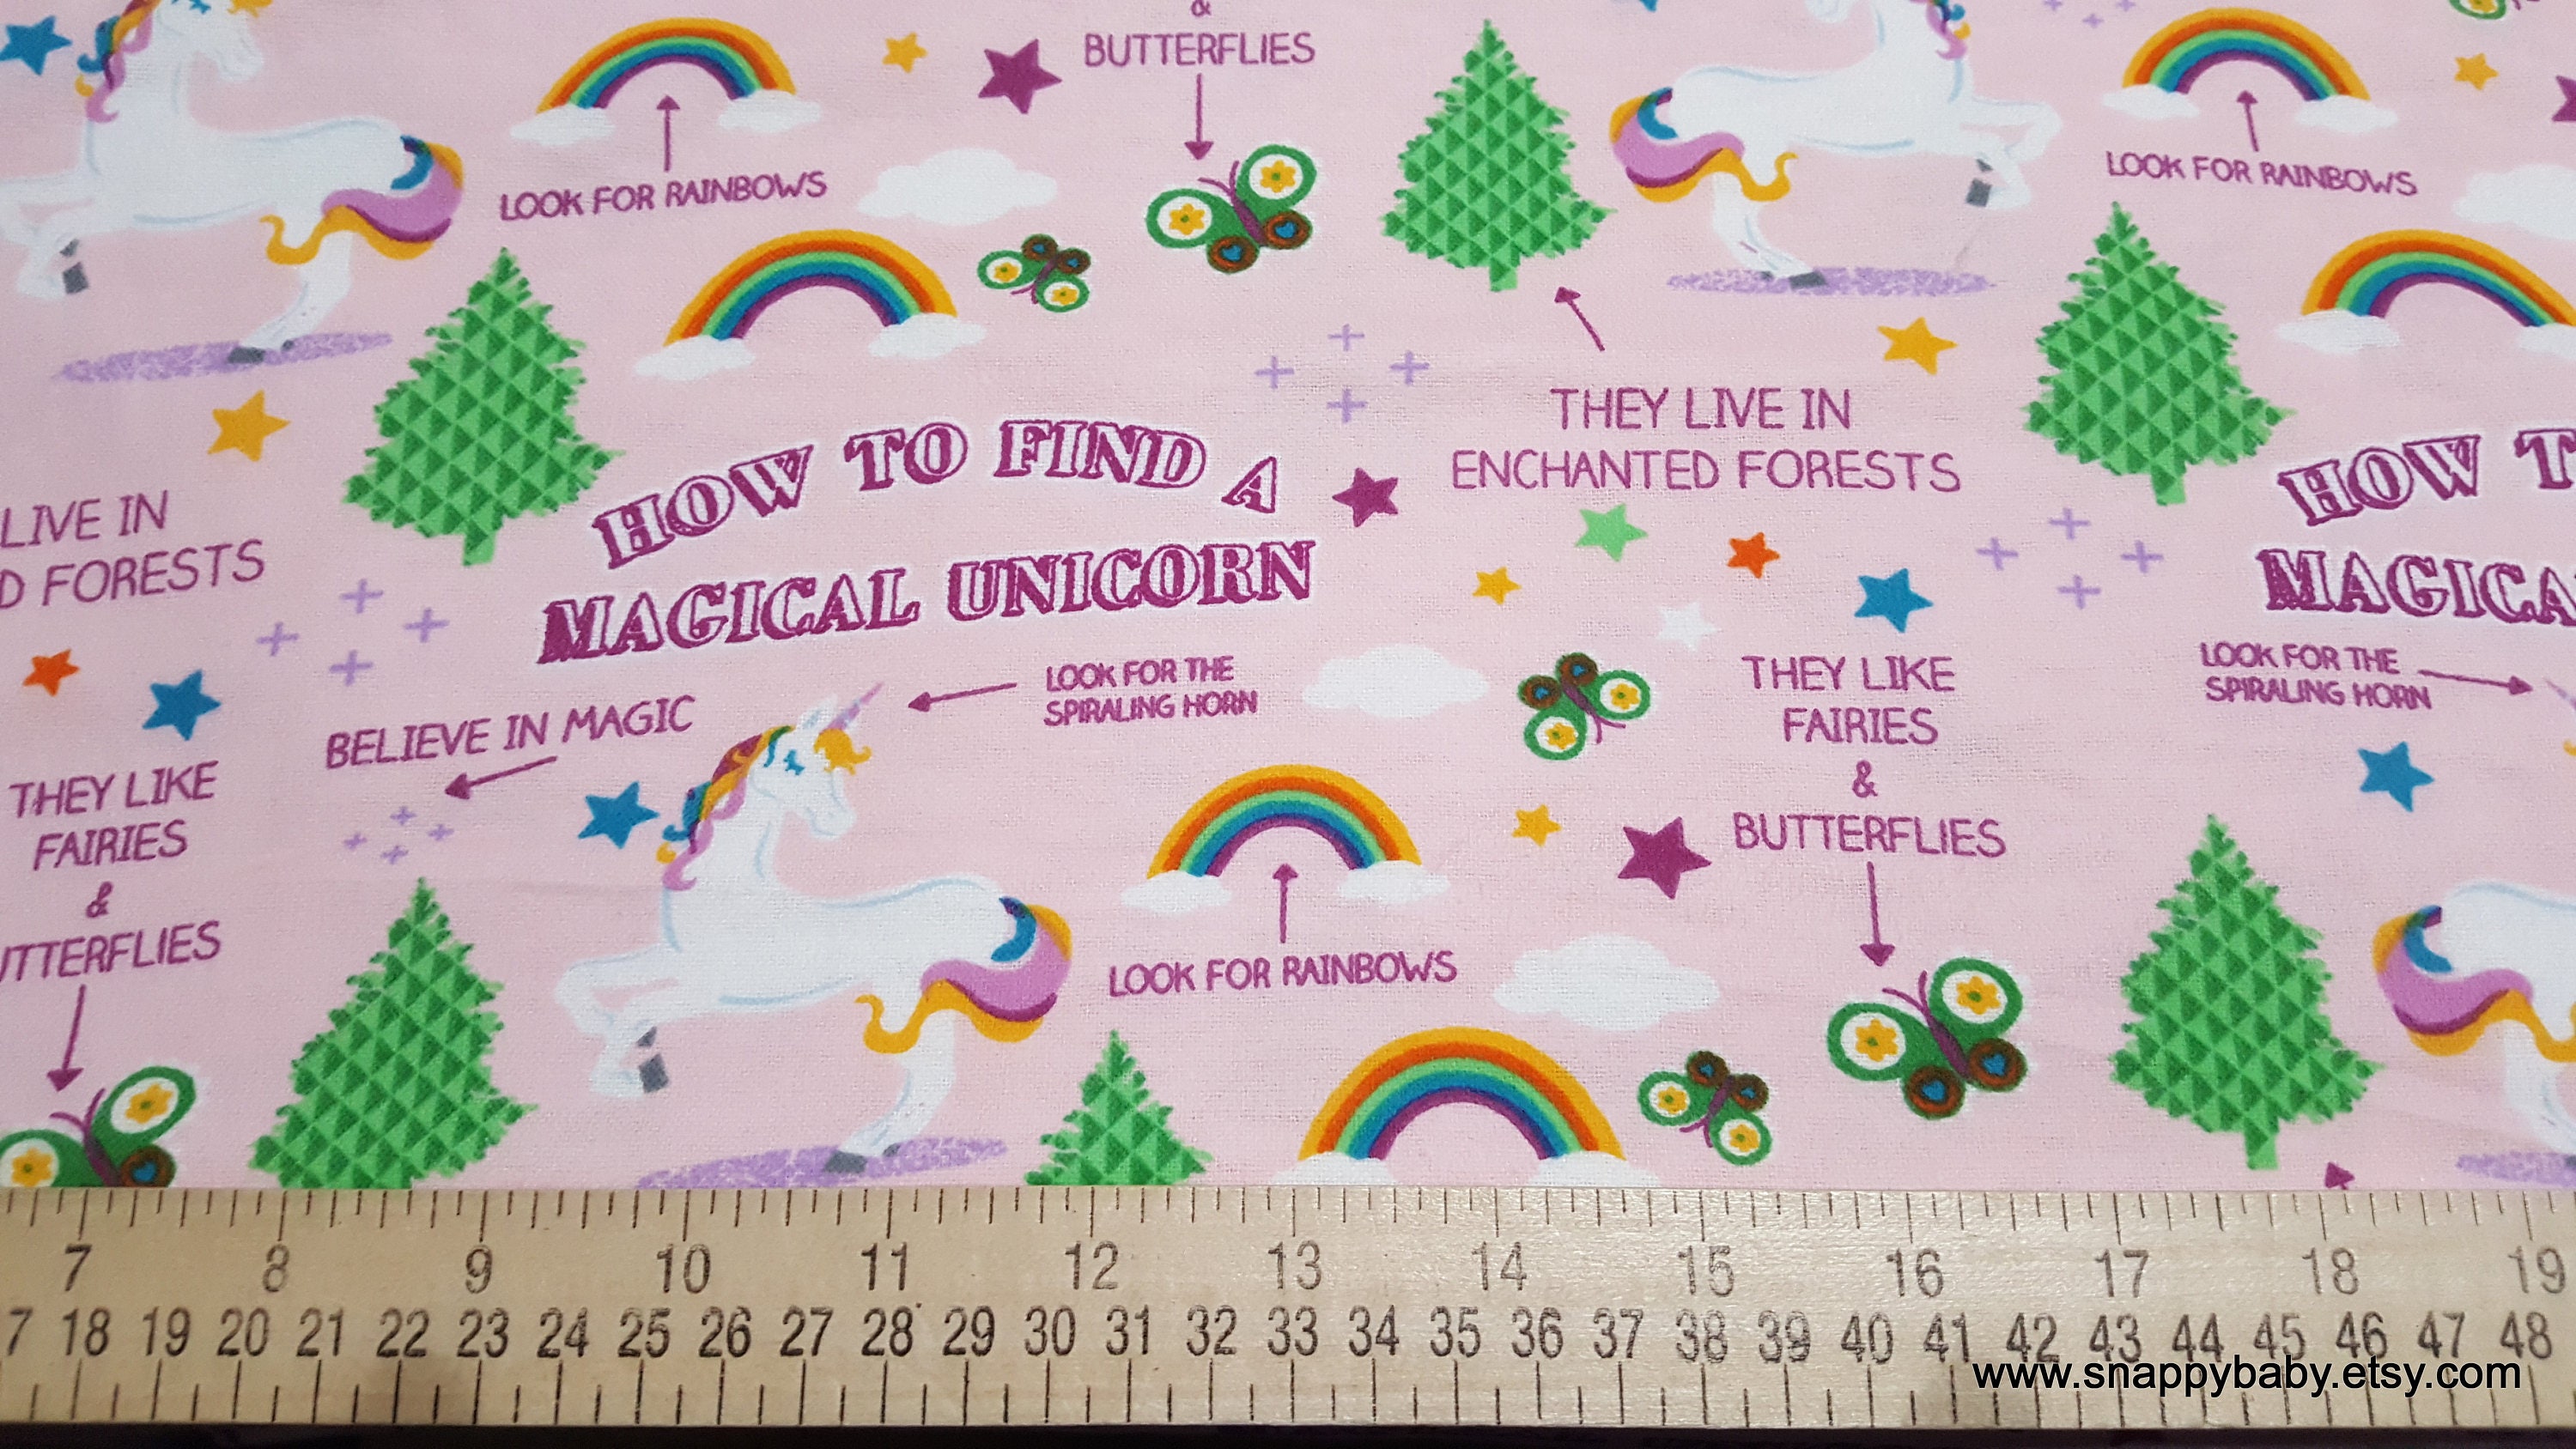 &
BUTTERFLIES
LOOK FOR RAINBOWS
LOOK FOR RAINBOWS
THEY LIVE IN
ENCHANTED FORESTS
HOW TO FIND A
MAGICAL UNICORN
HOW T
MAGICA
LIVE IN
D FORESTS
LOOK FOR THE
SPIRALING HORN
LOOK FOR THE
SPIRALING HORN
BELIEVE IN MAGIC
THEY LIKE
FAIRIES
&
BUTTERFLIES
THEY LIKE
FAIRIES
&
UTTERFLIES
LOOK FOR RAINBOWS
7 8 9 10 11 12 13 14 15 16 17 18 19
7 18 19 20 21 22 23 24 25 26 27 28 29 30 31 32 33 34 35 36 37 38 39 40 41 42 43 44 45 46 47 48
www.snappybaby.etsy.com